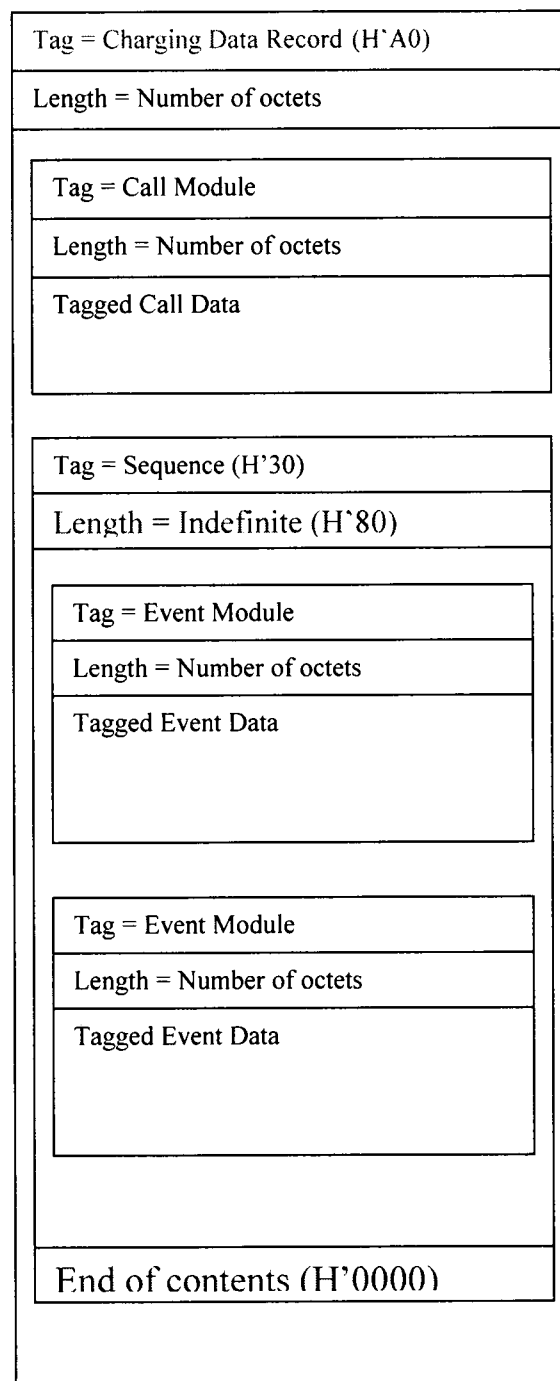 Tag = Charging Data Record (H`A0)
Length = Number of octets
Tag = Call Module
Length = Number of octets
Tagged Call Data
Tag = Sequence (H'30)
Length = Indefinite (H`80)
Tag = Event Module
Length = Number of octets
Tagged Event Data
Tag = Event Module
Length = Number of octets
Tagged Event Data
End of contents (H'0000)